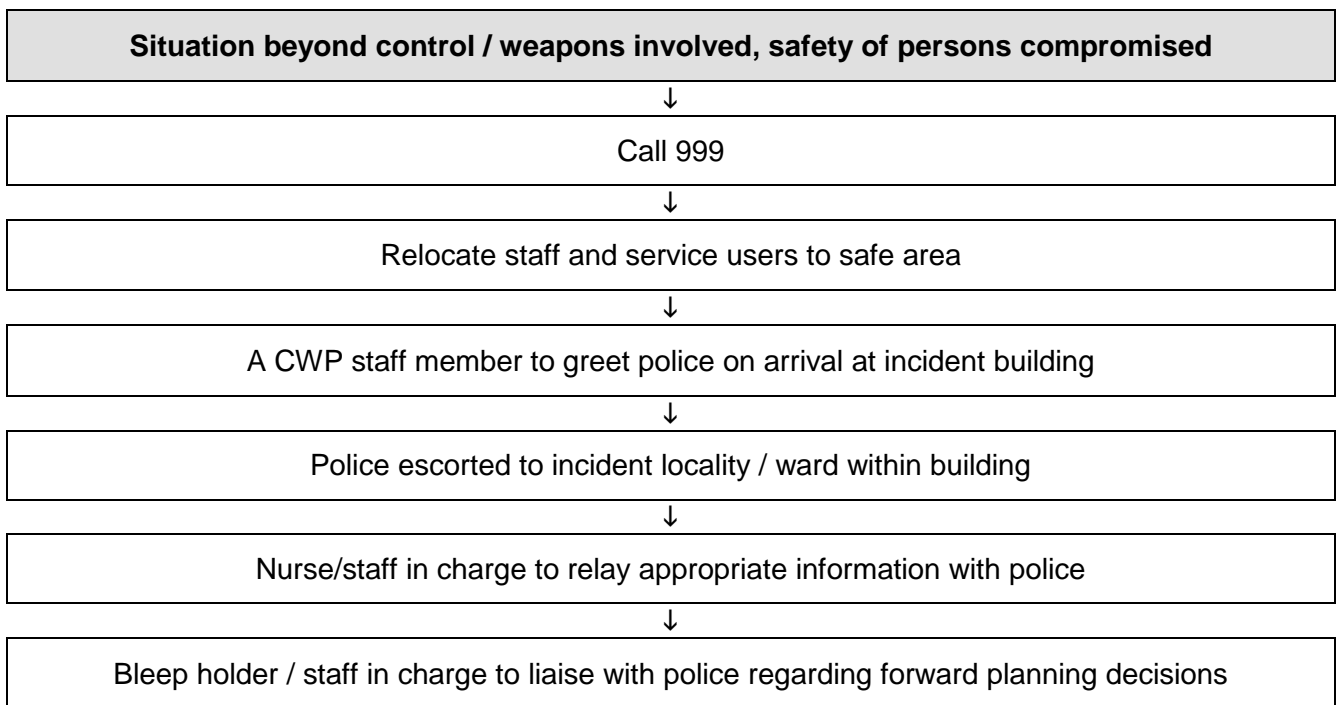 Situation beyond control / weapons involved, safety of persons compromised
↓
Call 999
↓
Relocate staff and service users to safe area
↓
A CWP staff member to greet police on arrival at incident building
↓
Police escorted to incident locality / ward within building
↓
Nurse/staff in charge to relay appropriate information with police
↓
Bleep holder / staff in charge to liaise with police regarding forward planning decisions